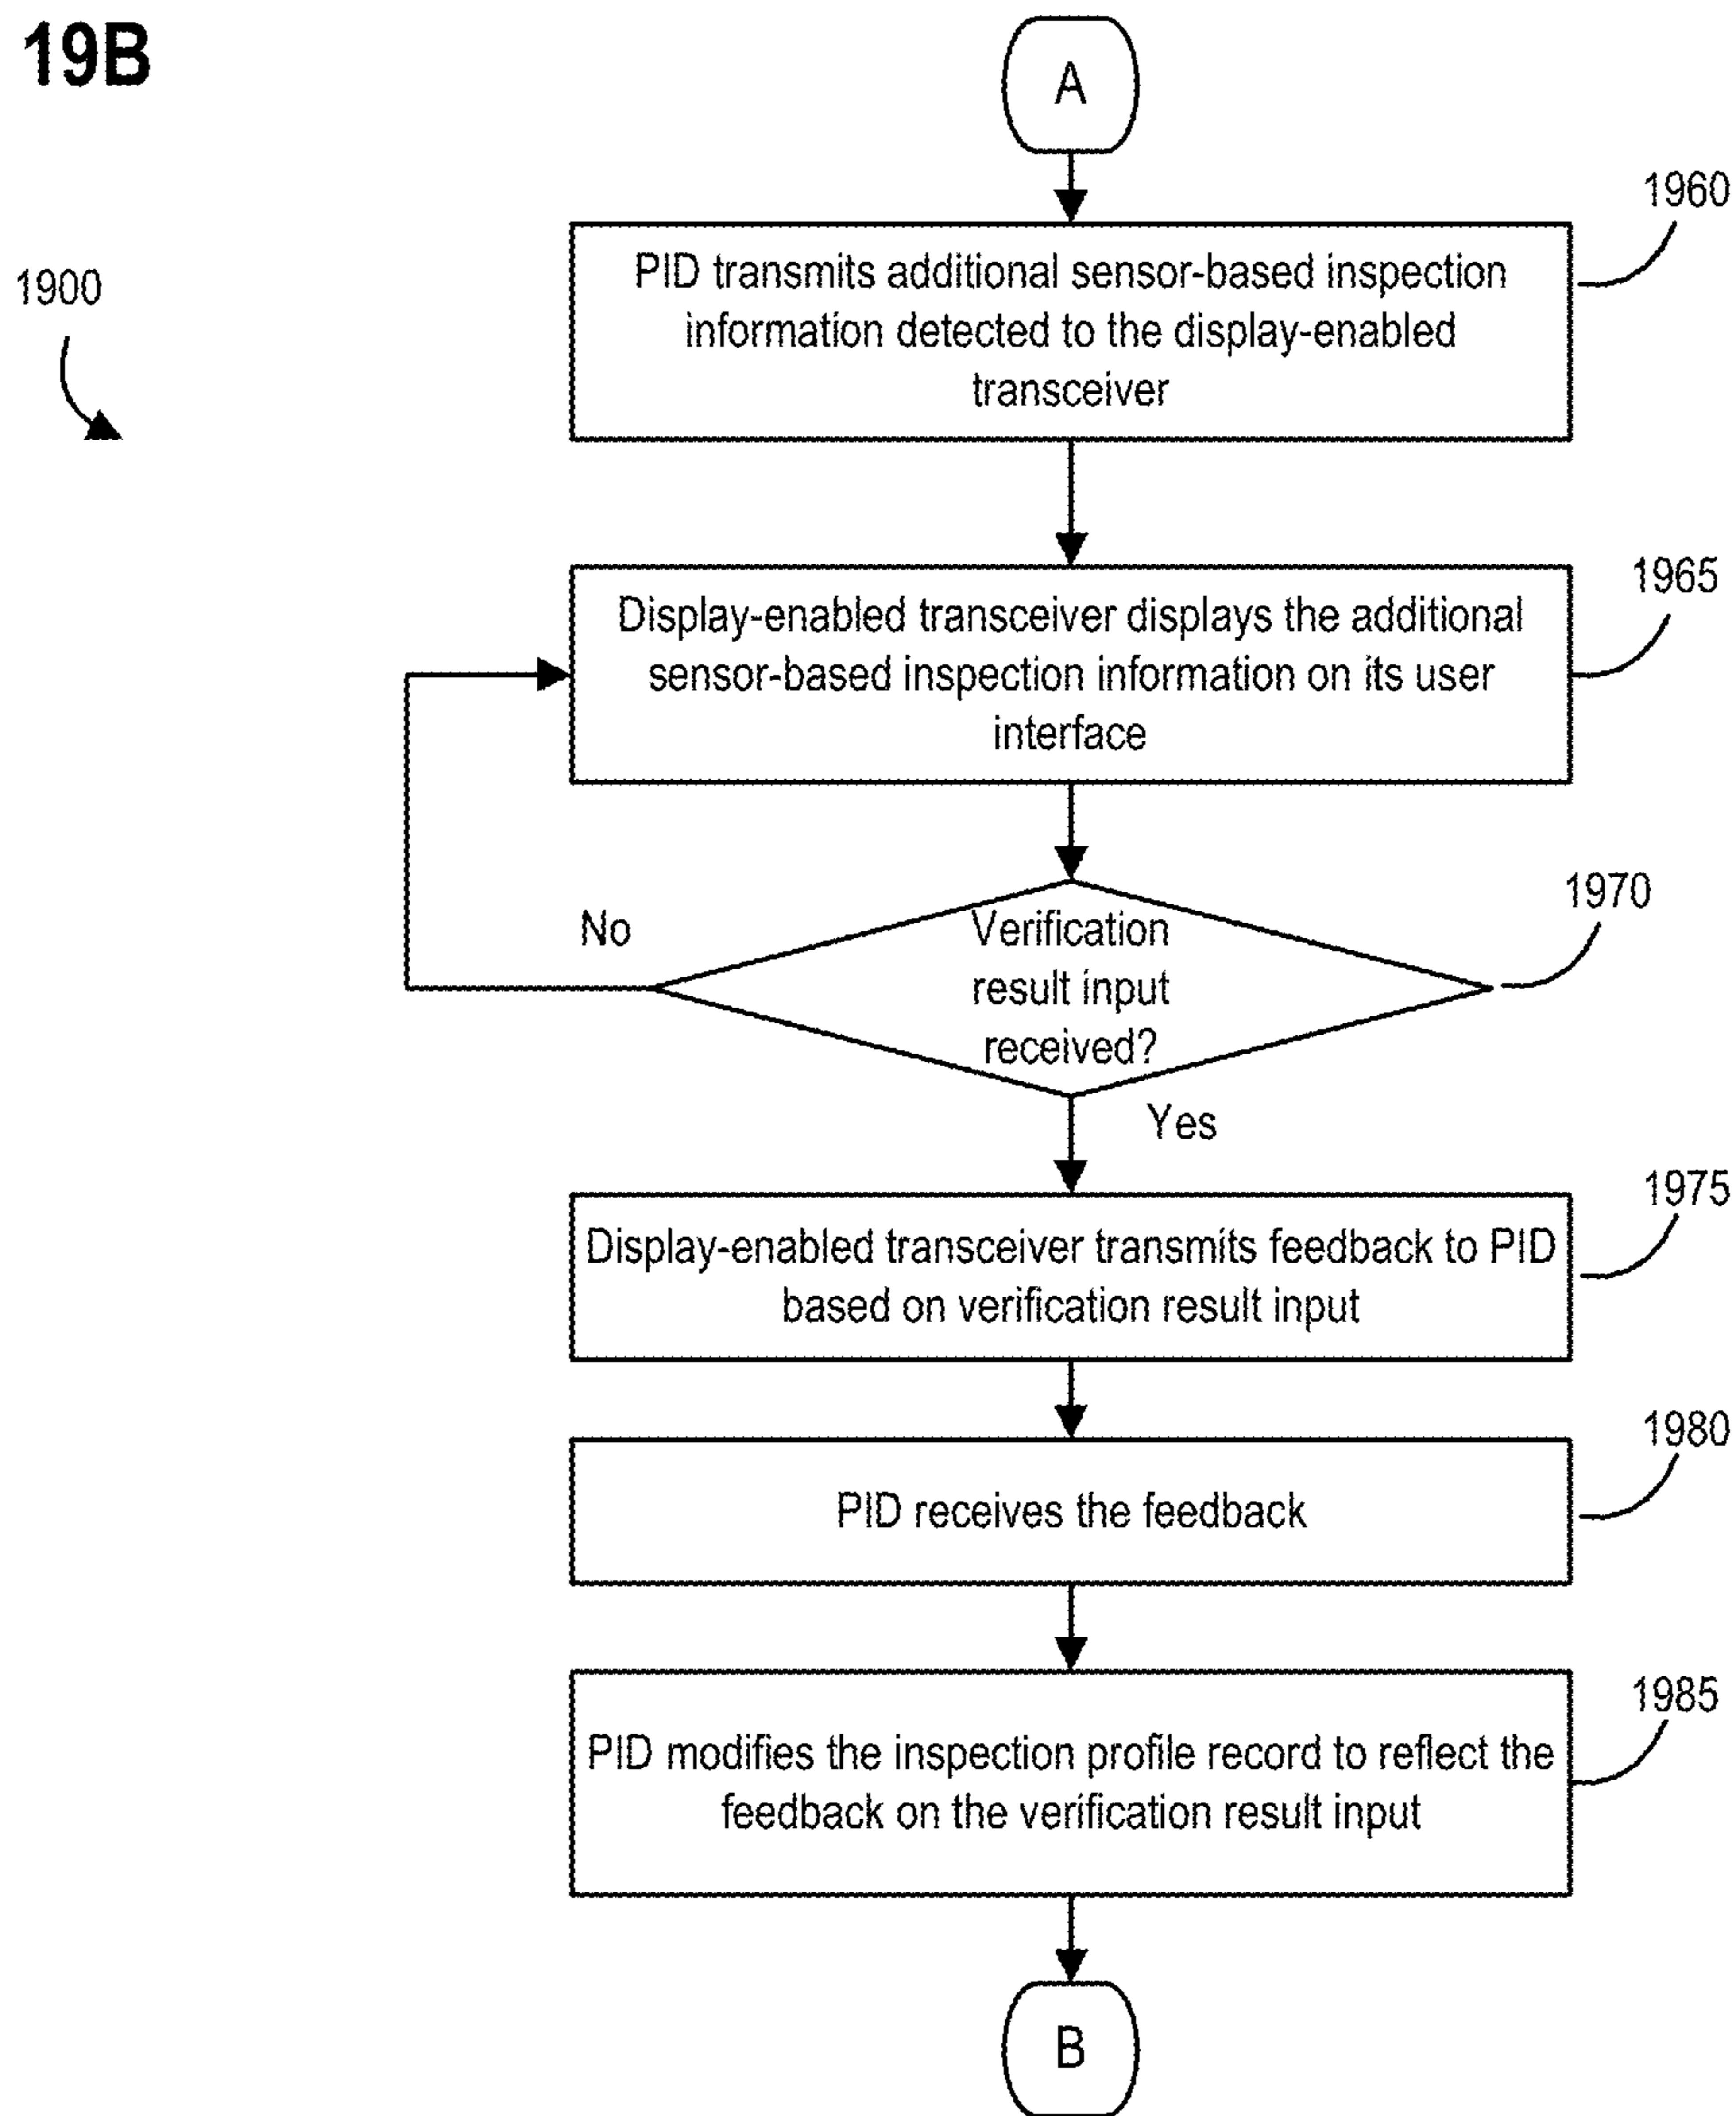 19B
A
1960
PID transmits additional sensor-based inspection
information detected to the display-enabled
transceiver
1900
1965
Display-enabled transceiver displays the additional
sensor-based inspection information on its user
interface
1970
No
Verification
result input
received?
Yes
1975
Display-enabled transceiver transmits feedback to PID
based on verification result input
1980
PID receives the feedback
1985
PID modifies the inspection profile record to reflect the
feedback on the verification result input
B